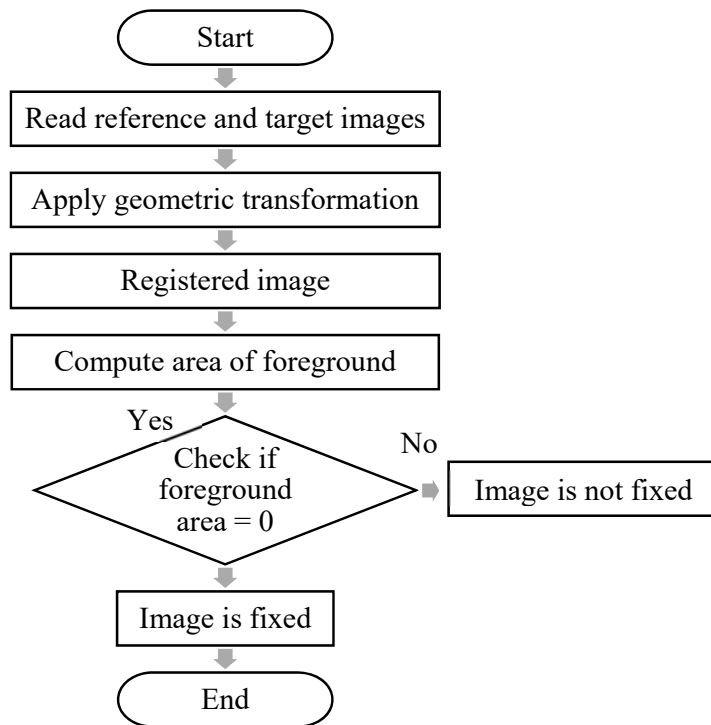 Start
Read reference and target images
Apply geometric transformation
Registered image
Compute area of foreground
Yes
No
Check if
foreground
area = 0
Image is not fixed
Image is fixed
End